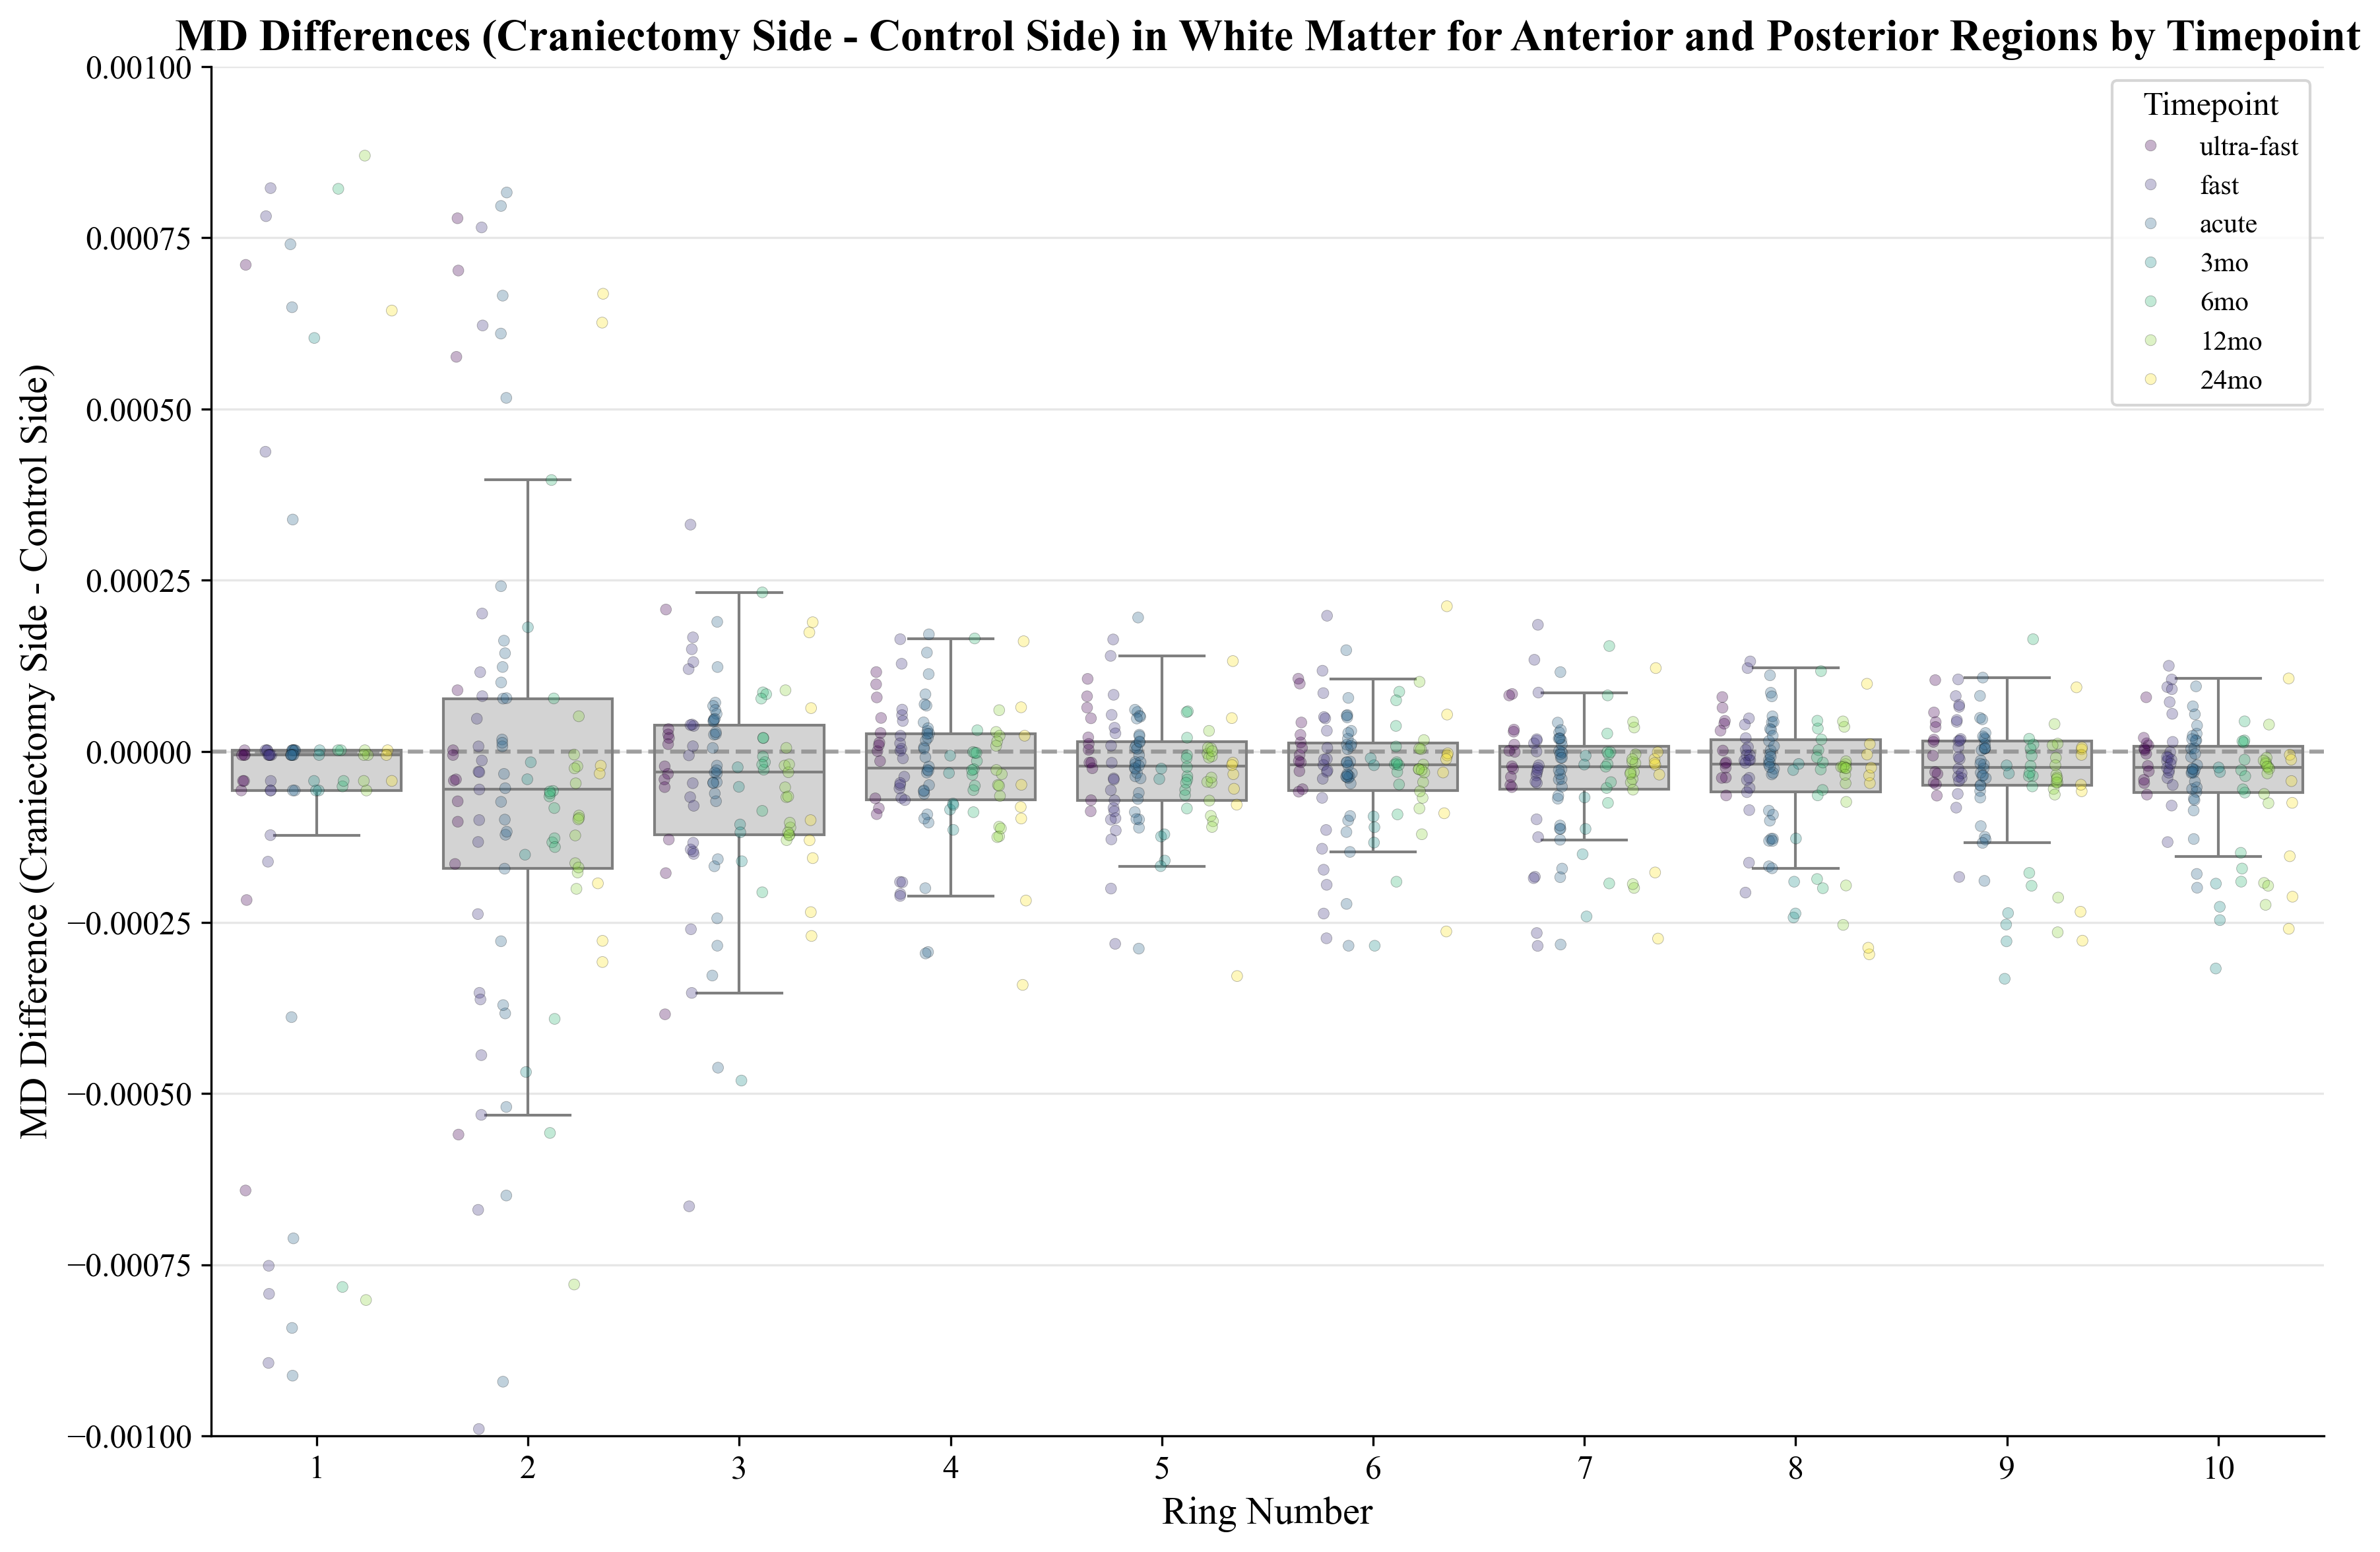 MD Differences (Craniectomy Side - Control Side) in White Matter for Anterior and Posterior Regions by Timepoint
0.00100
0.00075
0.00050
0.00025
0.00000
−0.00025
−0.00050
−0.00075
−0.00100
MD Difference (Craniectomy Side - Control Side)
Timepoint
ultra-fast
fast
acute
3mo
6mo
12mo
24mo
1 2 3 4 5 6 7 8 9 10
Ring Number